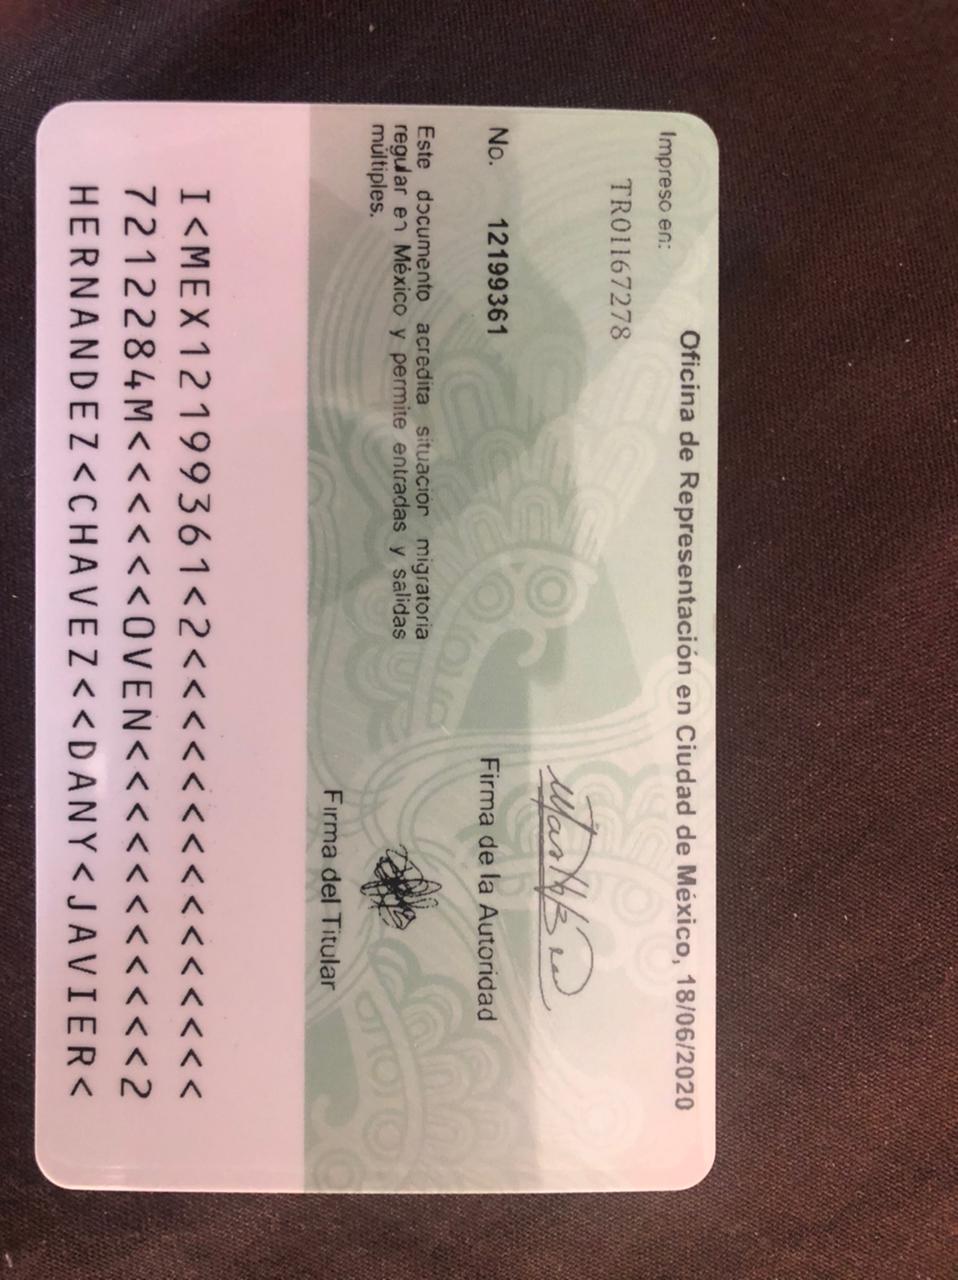 Oficina de Representación en Ciudad de México, 18/06/2020
Impreso en:
TR01167278
No. 12199361
Firma de la Autoridad
Este documento acredita situación migratoria
regular en México y permite entradas y salidas
múltiples.
Firma del Titular
I<MEX12199361<2<<<<<<<<<<<<<<<
7212284M<<<<<<<OVEN<<<<<<<<<<2
HERNANDEZ<CHAVEZ<<DANY<JAVIER<